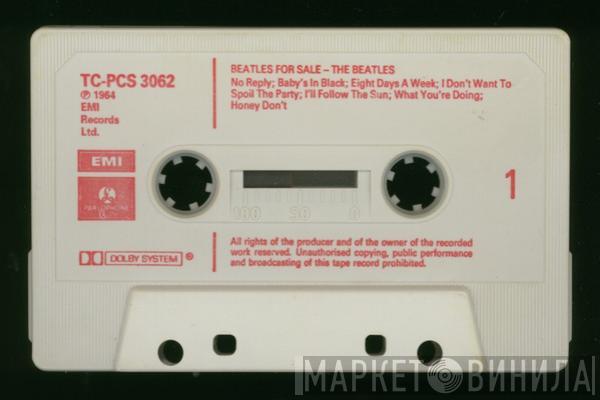 TC-PCS 3062
℗ 1964
EMI
Records
Ltd.
EMI
PARLOPHONE
DOLBY SYSTEM ®
BEATLES FOR SALE – THE BEATLES
No Reply; Baby's In Black; Eight Days A Week; I Don't Want To
Spoil The Party; I'll Follow The Sun; What You're Doing;
Honey Don't
1
100 50 0
All rights of the producer and of the owner of the recorded
work reserved. Unauthorised copying, public performance
and broadcasting of this tape record prohibited.
МАРКЕТ ВИНИЛА